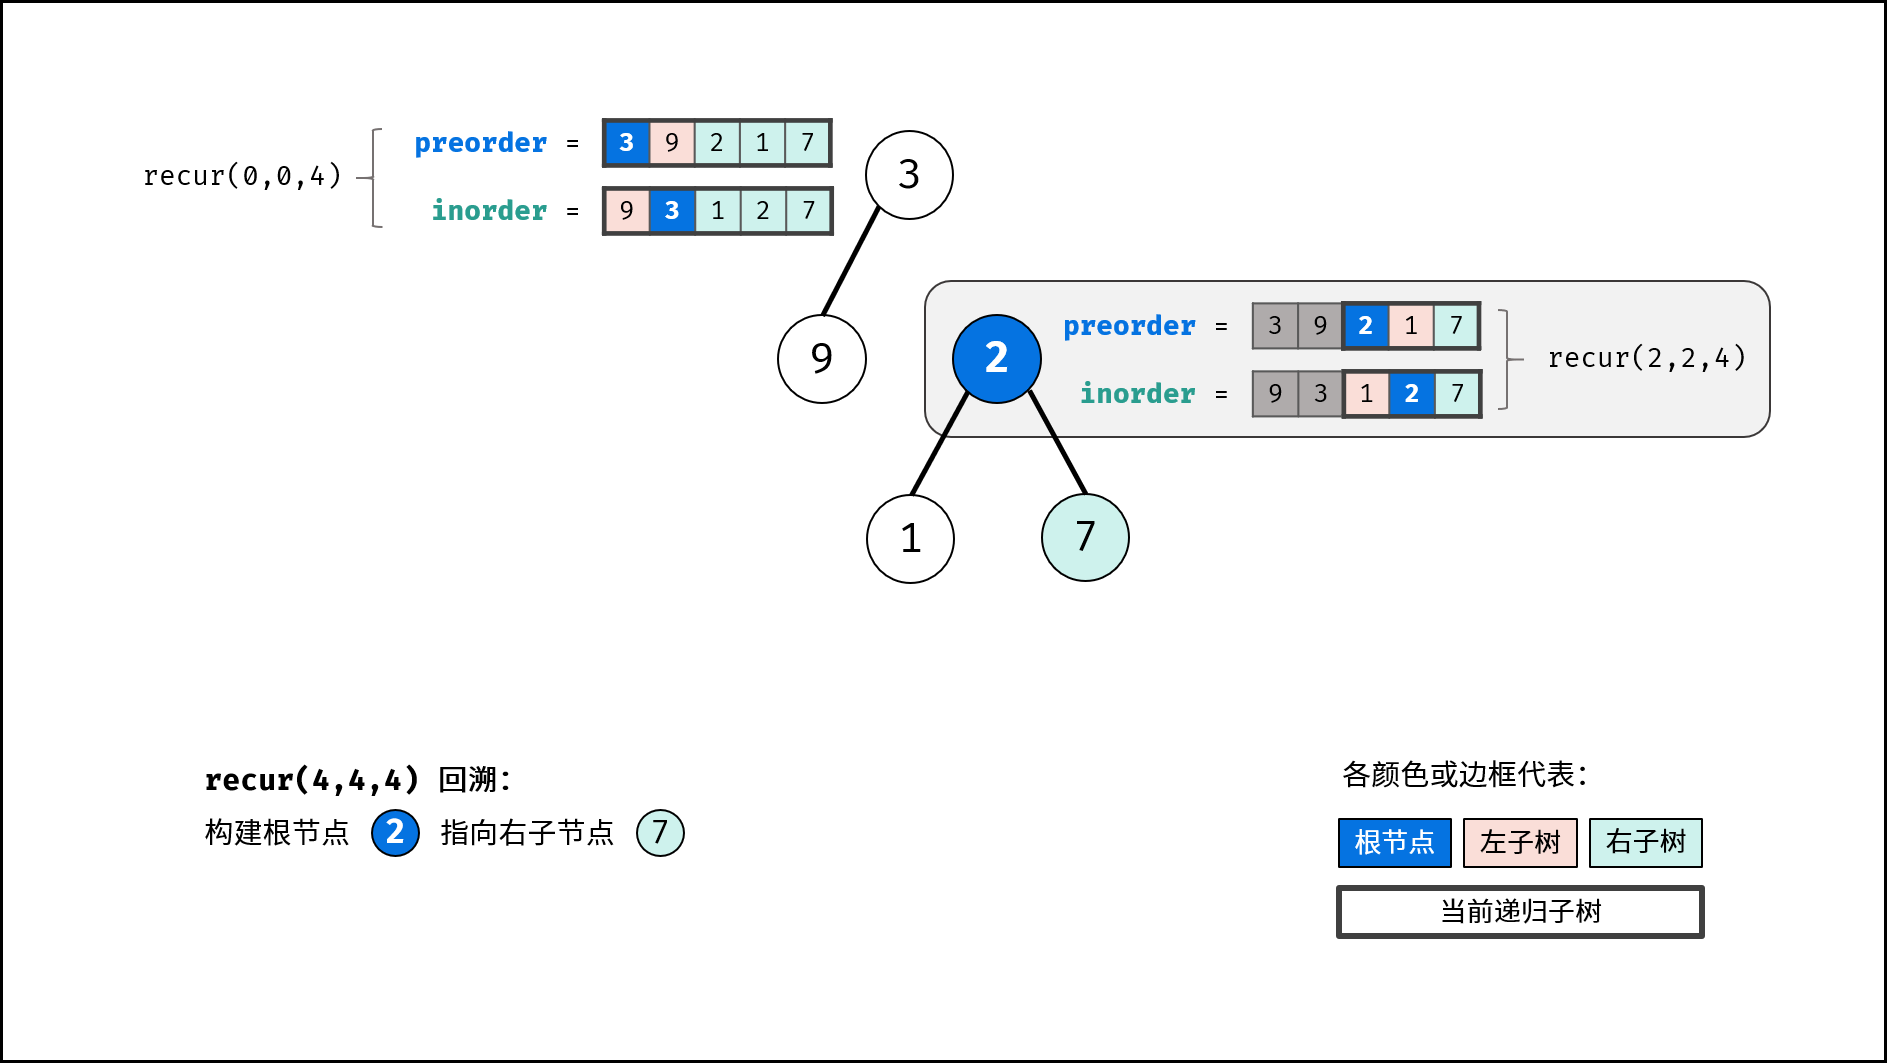 recur(0,0,4)
preorder = 3 9 2 1 7
inorder = 9 3 1 2 7
3
9
2
preorder = 3 9 2 1 7
inorder = 9 3 1 2 7
recur(2,2,4)
1
7
recur(4,4,4) 回溯：
构建根节点 2 指向右子节点 7
各颜色或边框代表：
根节点 左子树 右子树
当前递归子树